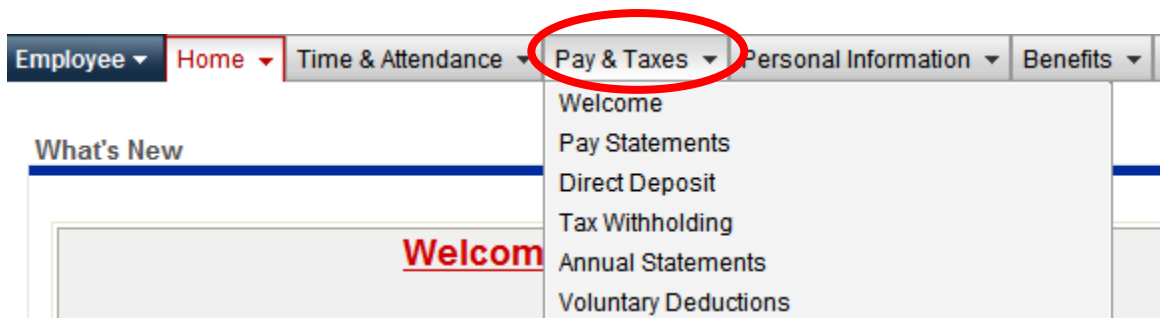 Employee Home Time & Attendance Pay & Taxes Personal Information Benefits
Welcome
What's New
Pay Statements
Direct Deposit
Tax Withholding
Welcom
Annual Statements
Voluntary Deductions